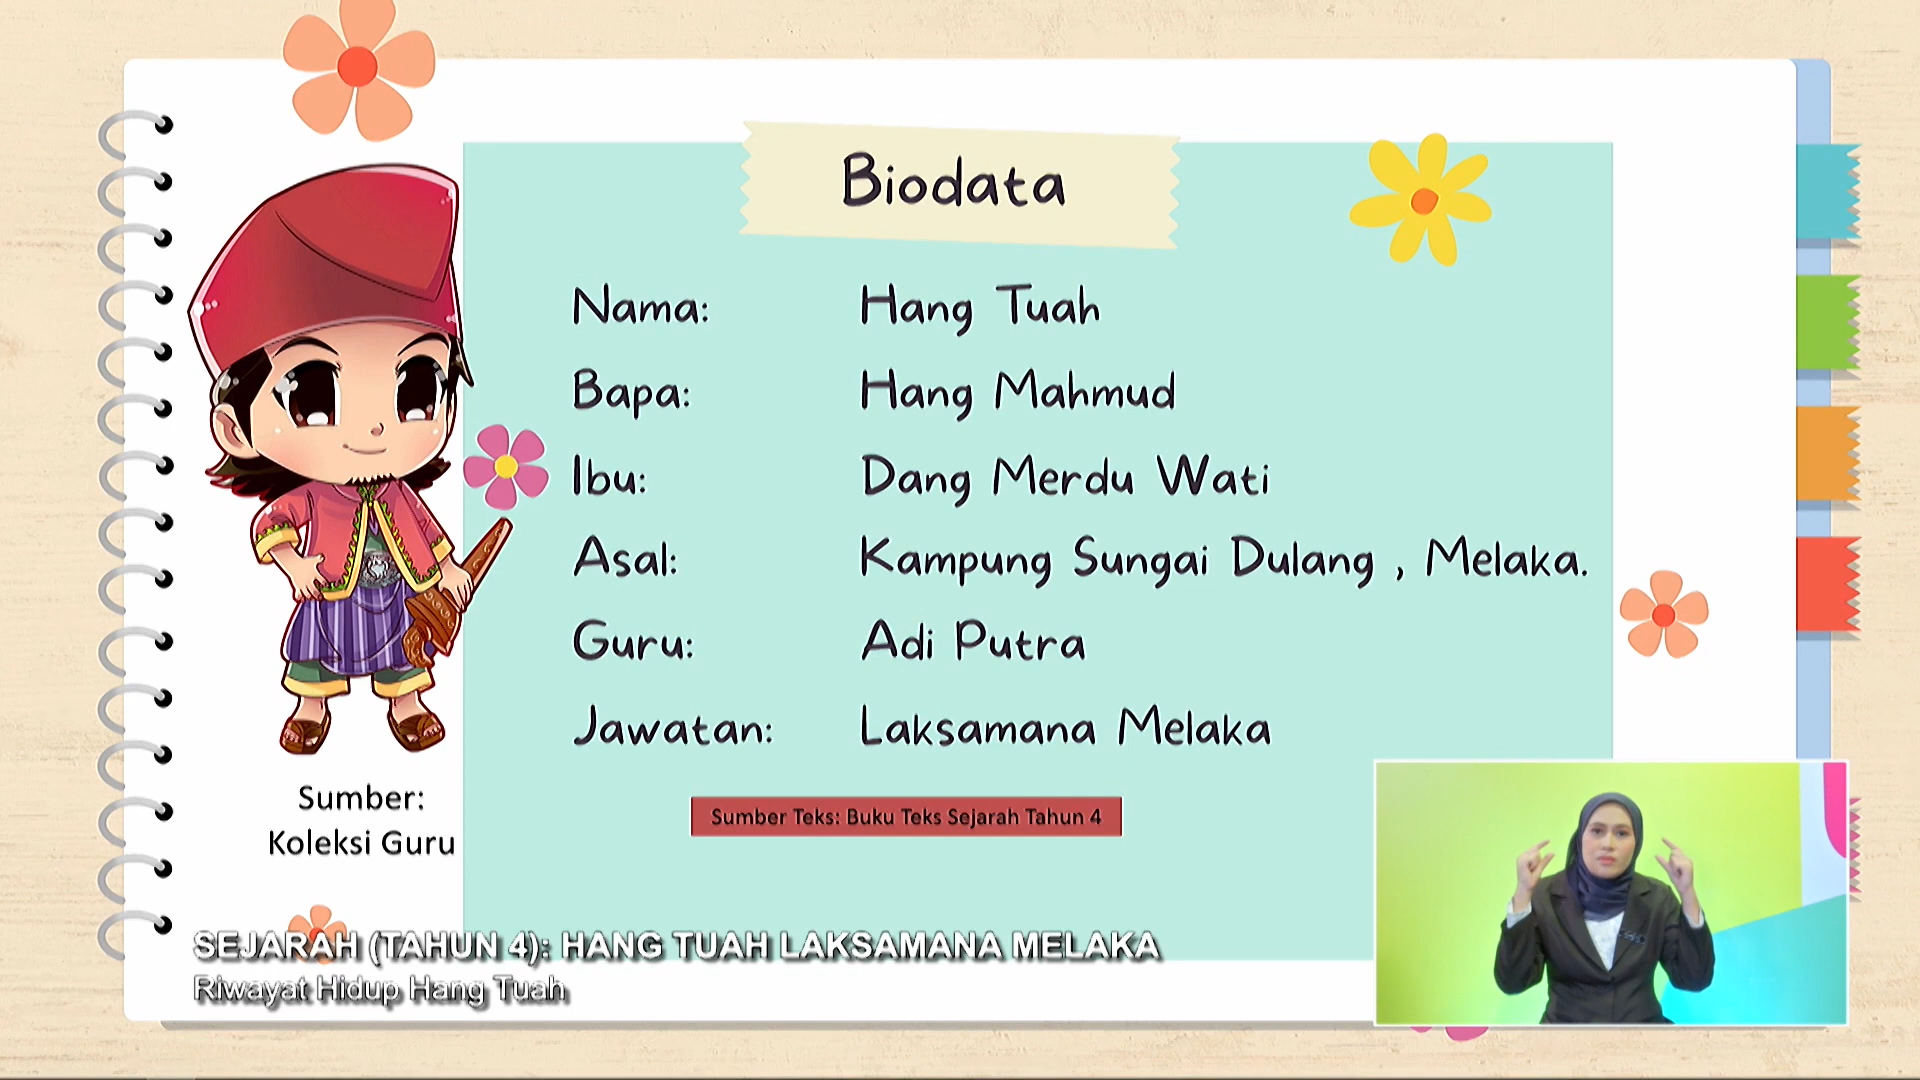 Biodata
Nama: Hang Tuah
Bapa: Hang Mahmud
Ibu: Dang Merdu Wati
Asal: Kampung Sungai Dulang , Melaka.
Guru: Adi Putra
Jawatan: Laksamana Melaka
Sumber:
Koleksi Guru
Sumber Teks: Buku Teks Sejarah Tahun 4
SEJARAH (TAHUN 4): HANG TUAH LAKSAMANA MELAKA
Riwayat Hidup Hang Tuah